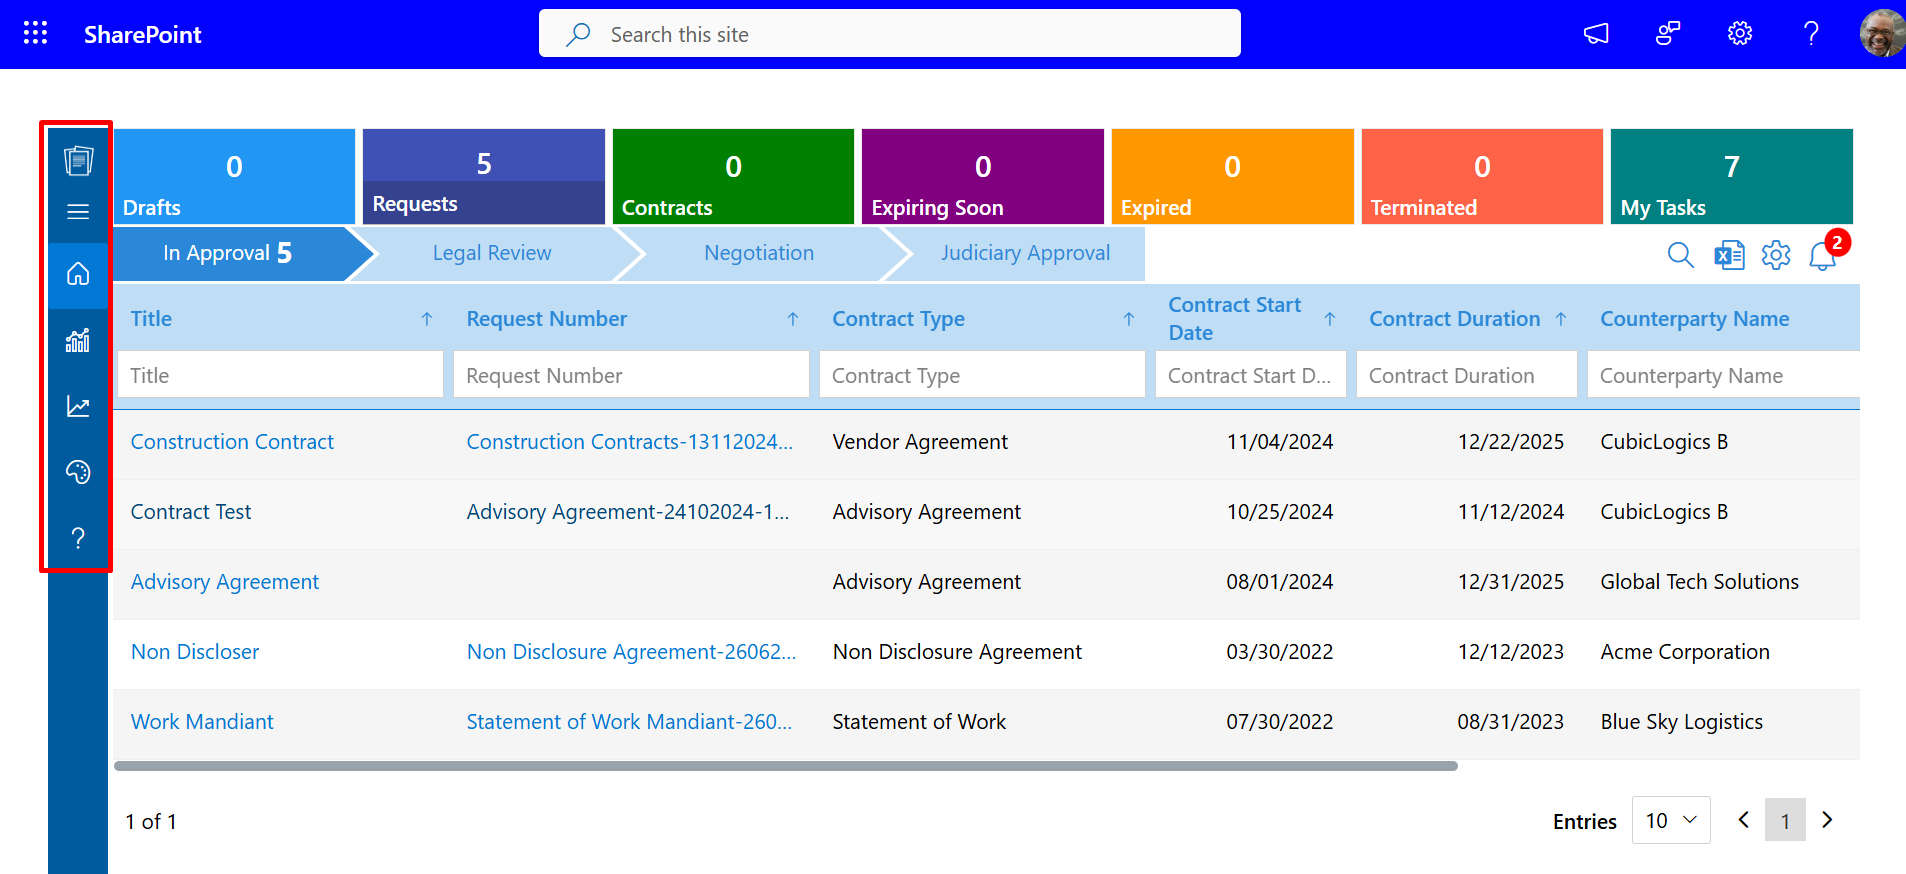 SharePoint
Search this site
0
Drafts
5
Requests
0
Contracts
0
Expiring Soon
0
Expired
0
Terminated
7
My Tasks
In Approval 5
Legal Review
Negotiation
Judiciary Approval
2
Title
Request Number
Contract Type
Contract Start
Date
Contract Duration
Counterparty Name
Title
Request Number
Contract Type
Contract Start D...
Contract Duration
Counterparty Name
Construction Contract
Construction Contracts-13112024...
Vendor Agreement
11/04/2024
12/22/2025
CubicLogics B
Contract Test
Advisory Agreement-24102024-1...
Advisory Agreement
10/25/2024
11/12/2024
CubicLogics B
Advisory Agreement
Advisory Agreement
08/01/2024
12/31/2025
Global Tech Solutions
Non Discloser
Non Disclosure Agreement-26062...
Non Disclosure Agreement
03/30/2022
12/12/2023
Acme Corporation
Work Mandiant
Statement of Work Mandiant-260...
Statement of Work
07/30/2022
08/31/2023
Blue Sky Logistics
1 of 1
Entries
10
1